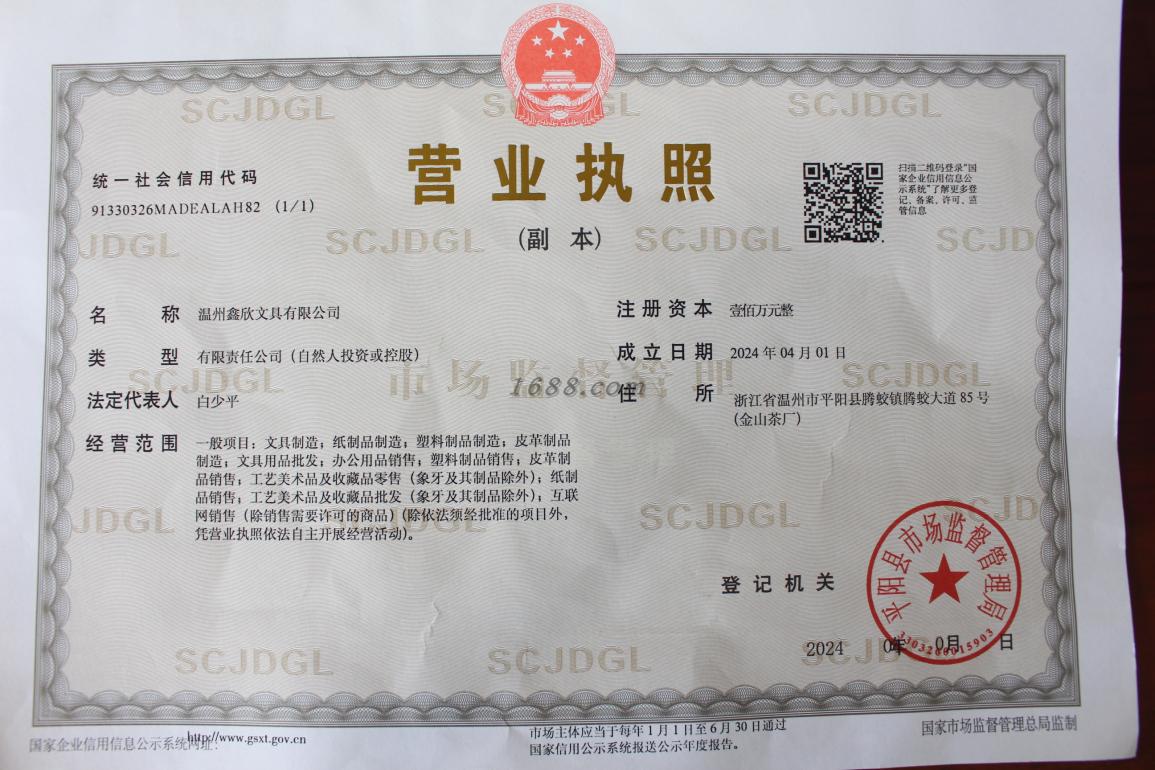 SCJDGL SCJDGL SCJDGL
营业执照
(副 本)
统一社会信用代码
91330326MADEALAH82 (1/1)
扫描二维码登录"国
家企业信用信息公
示系统"了解更多登
记、备案、许可、监
管信息
JDGL SCJDGL SCJDGL SCJD
名 称 温州鑫欣文具有限公司
类 型 有限责任公司（自然人投资或控股）
法定代表人 白少平
经营范围 一般项目：文具制造；纸制品制造；塑料制品制造；皮革制品
制造；文具用品批发；办公用品销售；塑料制品销售；皮革制
品销售；工艺美术品及收藏品零售（象牙及其制品除外）；纸制
品销售；工艺美术品及收藏品批发（象牙及其制品除外）；互联
网销售（除销售需要许可的商品）（除依法须经批准的项目外，
凭营业执照依法自主开展经营活动）。
注册资本 壹佰万元整
成立日期 2024年04月01日
住 所 浙江省温州市平阳县腾蛟镇腾蛟大道85号
(金山茶厂)
SCJDGL 市场监督管理 SCJDGL
1688.com
JDGL SCJDGL SCJD
登记机关
平阳县市场监督管理局
2024 年 月 日
SCJDGL SCJDGL SCJDGL
国家企业信用信息公示系统网址: http://www.gsxt.gov.cn
市场主体应当于每年1月1日至6月30日通过
国家信用公示系统报送公示年度报告。
国家市场监督管理总局监制